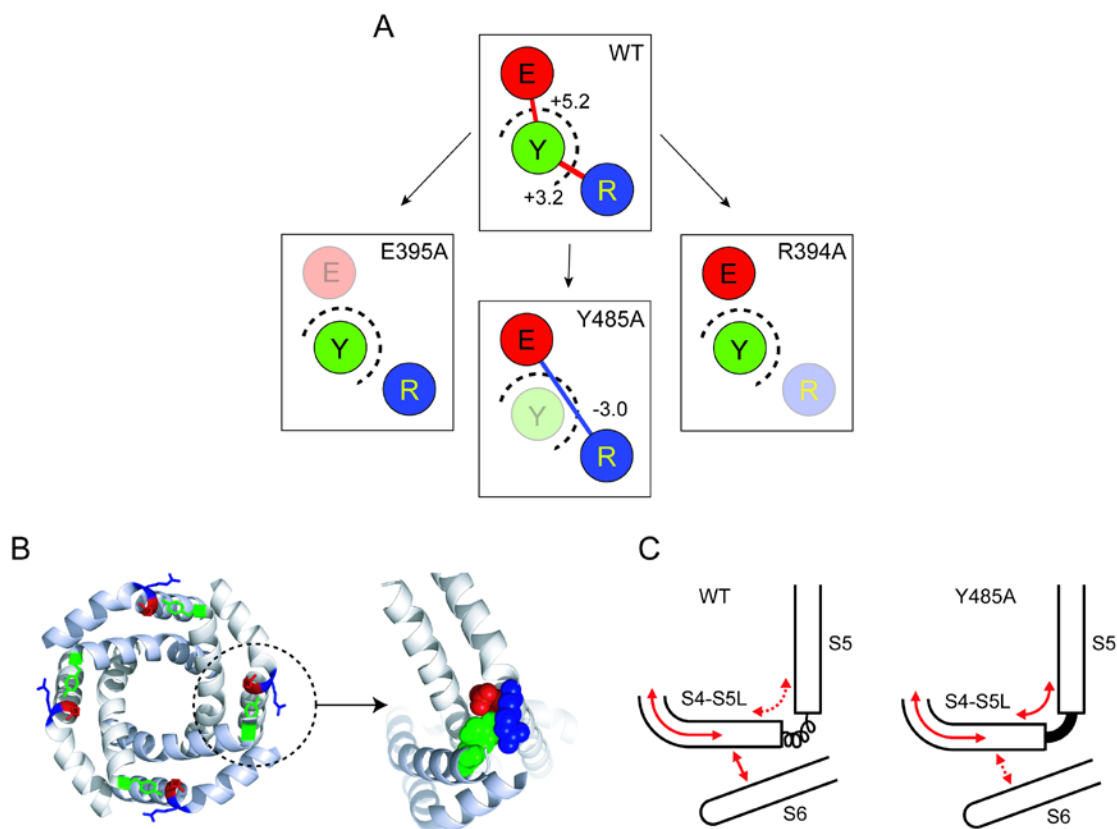 A
WT
E
+5.2
Y
+3.2
R
E395A
E
Y
R
Y485A
E
Y
-3.0
R
R394A
E
Y
R
B
C
WT
S5
S4-S5L
S6
Y485A
S5
S4-S5L
S6